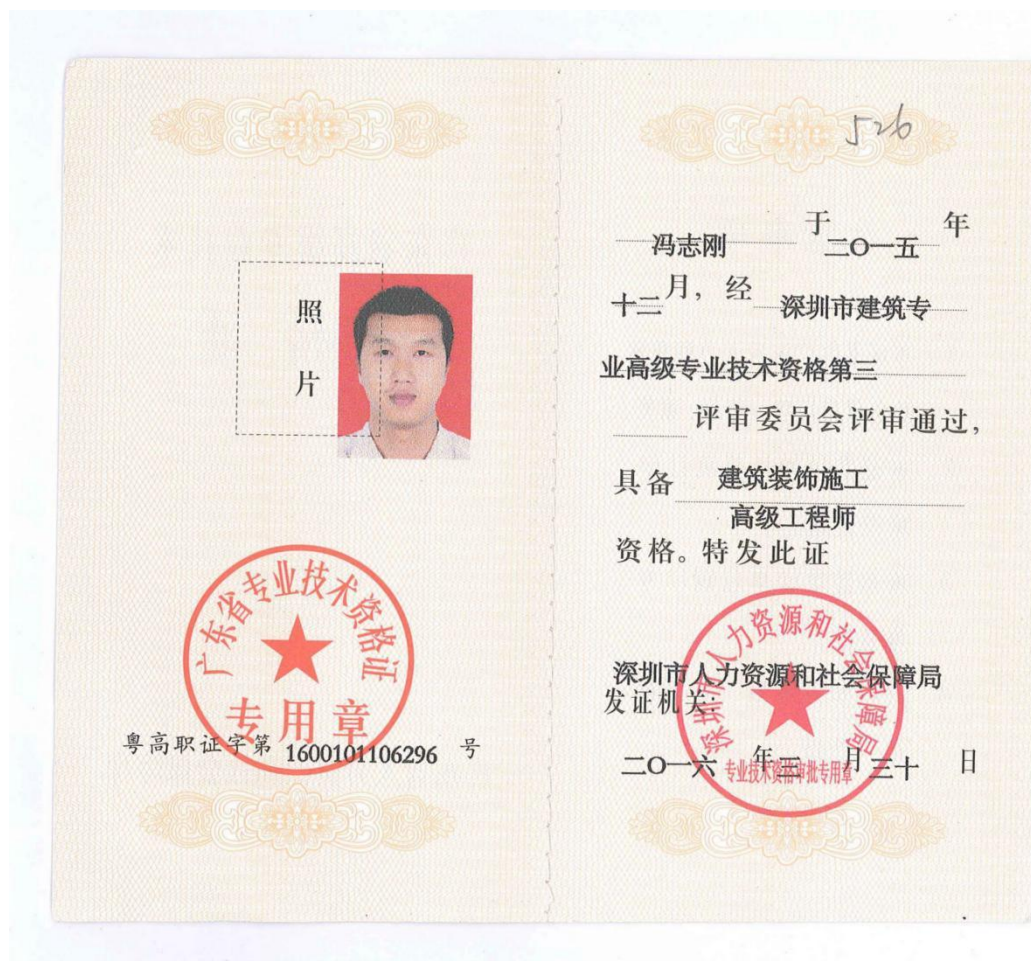 照
片
广东省专业技术资格证
专用章
粤高职证字第 1600101106296 号
526
冯志刚 于 二〇一五 年
十二 月，经 深圳市建筑专
业高级专业技术资格第三
评审委员会评审通过，
具备 建筑装饰施工
高级工程师
资格。特发此证
深圳市人力资源和社会保障局
深圳市人力资源和社会保障局
发证机关：
二〇一六 年 三 月 三十 日
专业技术资格审批专用章